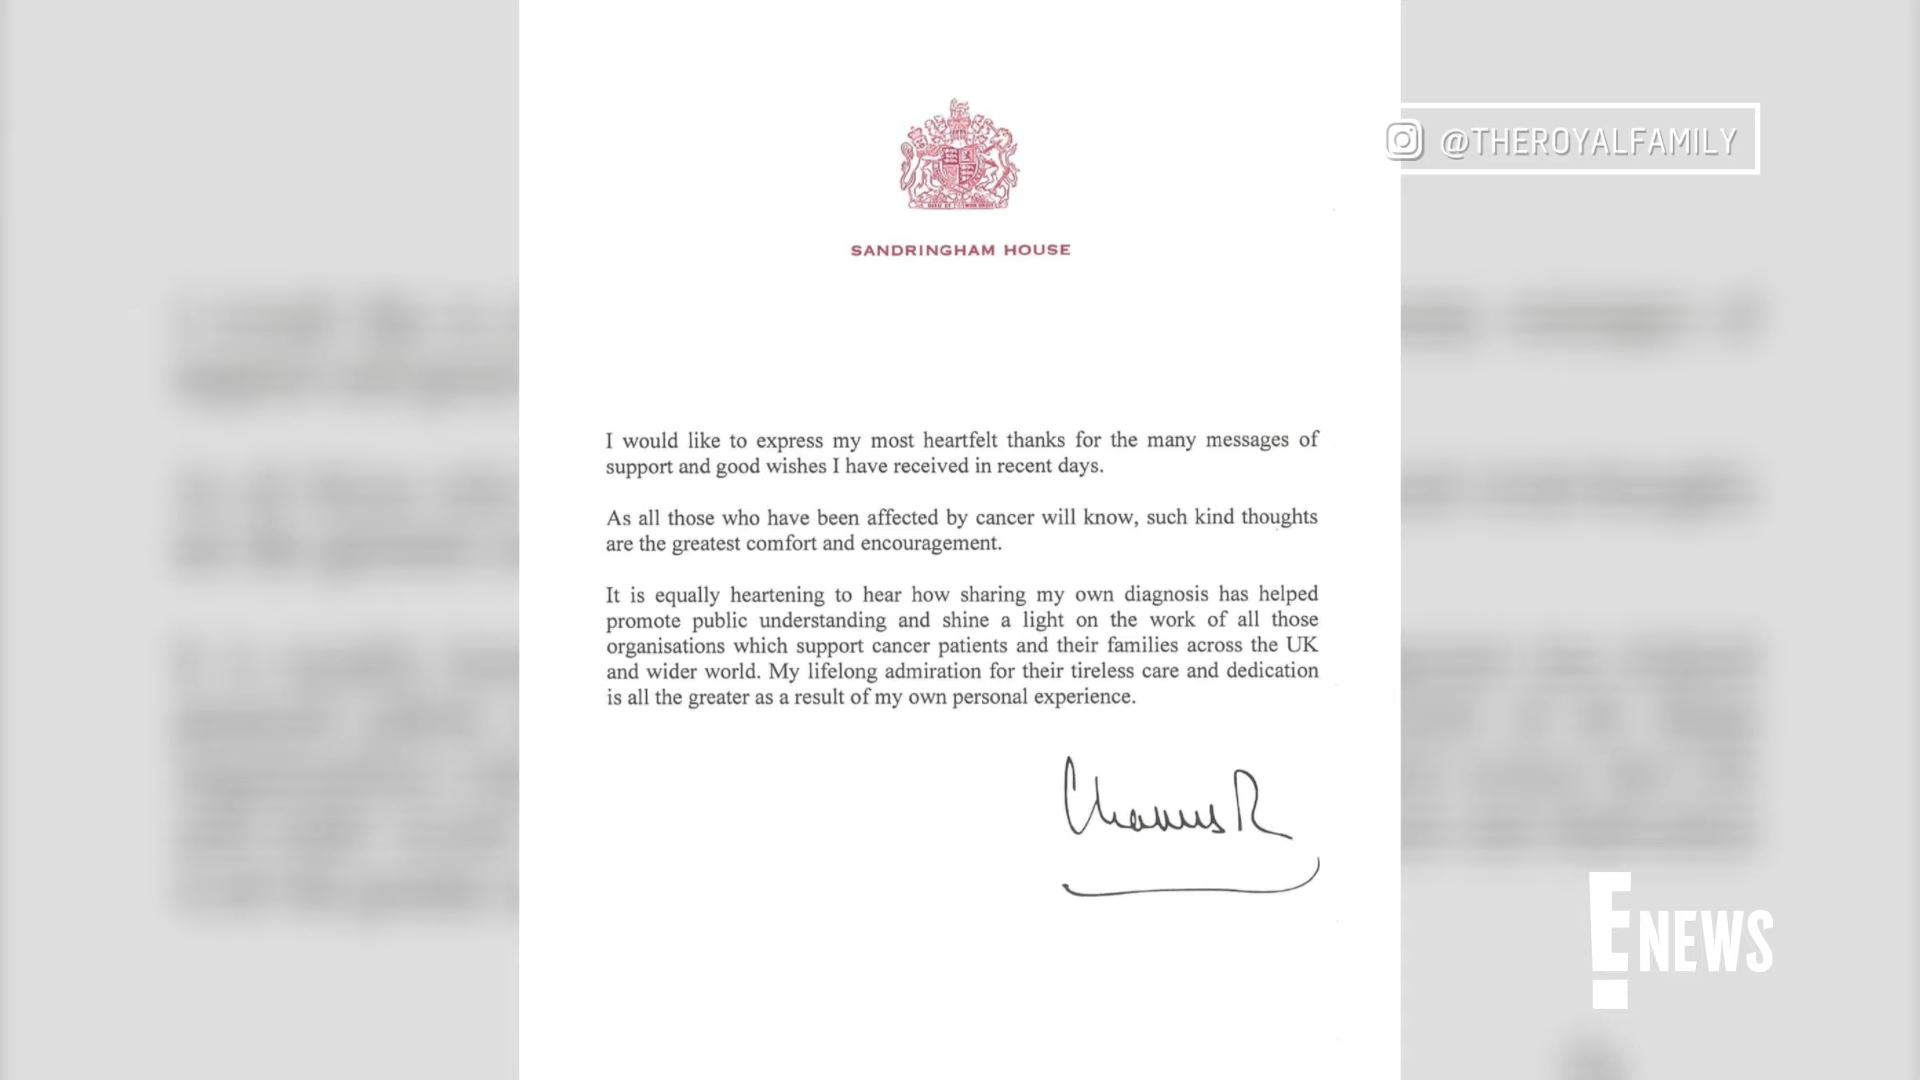 @THEROYALFAMILY
SANDRINGHAM HOUSE
I would like to express my most heartfelt thanks for the many messages of
support and good wishes I have received in recent days.
As all those who have been affected by cancer will know, such kind thoughts
are the greatest comfort and encouragement.
It is equally heartening to hear how sharing my own diagnosis has helped
promote public understanding and shine a light on the work of all those
organisations which support cancer patients and their families across the UK
and wider world. My lifelong admiration for their tireless care and dedication
is all the greater as a result of my own personal experience.
Charles R
E! NEWS